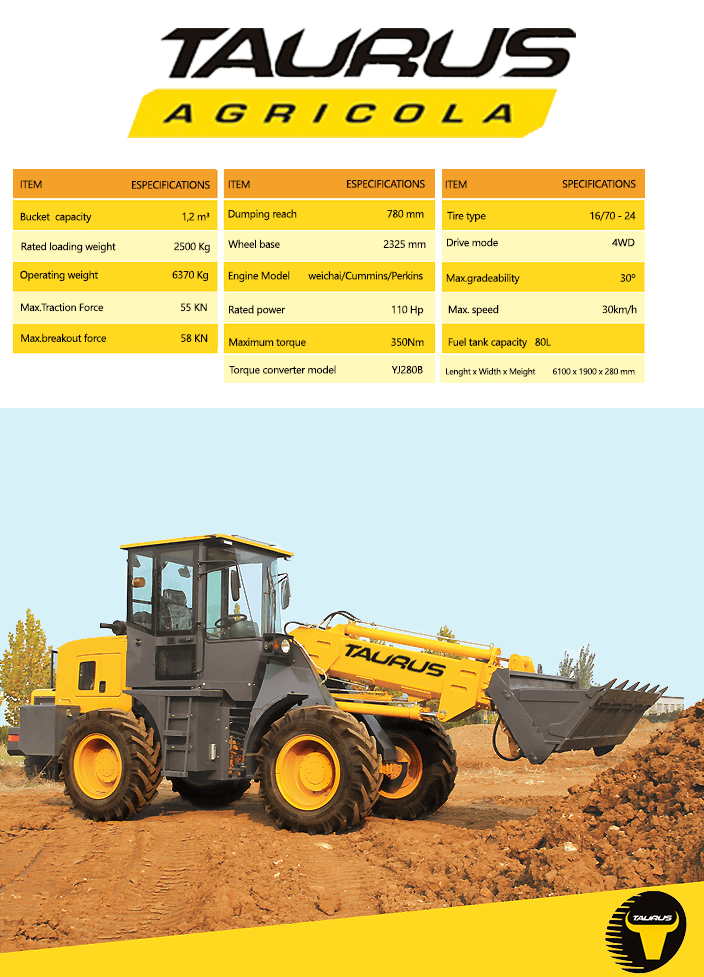 TAURUS
AGRICOLA
ITEM ESPECIFICATIONS
Bucket capacity 1,2 m³
Rated loading weight 2500 Kg
Operating weight 6370 Kg
Max.Traction Force 55 KN
Max.breakout force 58 KN
ITEM ESPECIFICATIONS
Dumping reach 780 mm
Wheel base 2325 mm
Engine Model weichai/Cummins/Perkins
Rated power 110 Hp
Maximum torque 350Nm
Torque converter model YJ280B
ITEM SPECIFICATIONS
Tire type 16/70 - 24
Drive mode 4WD
Max.gradeability 30º
Max. speed 30km/h
Fuel tank capacity 80L
Lenght x Width x Meight 6100 x 1900 x 280 mm
TAURUS
TAURUS